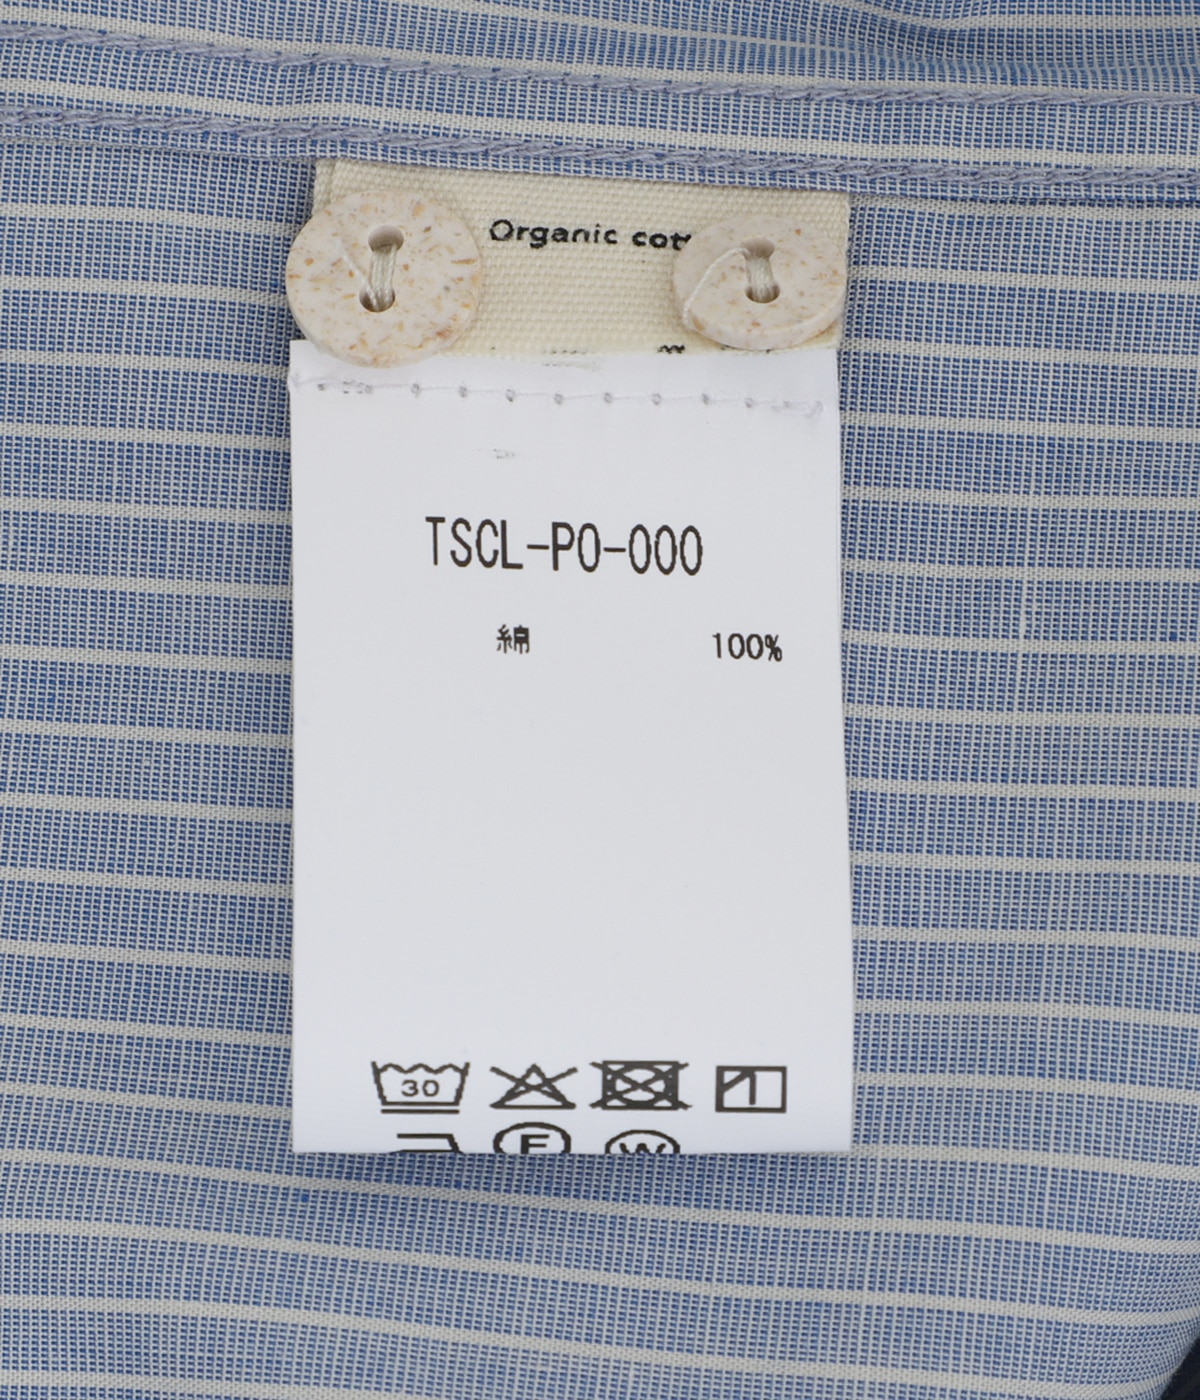 Organic cot
TSCL-PO-000
綿 100%
30
F W